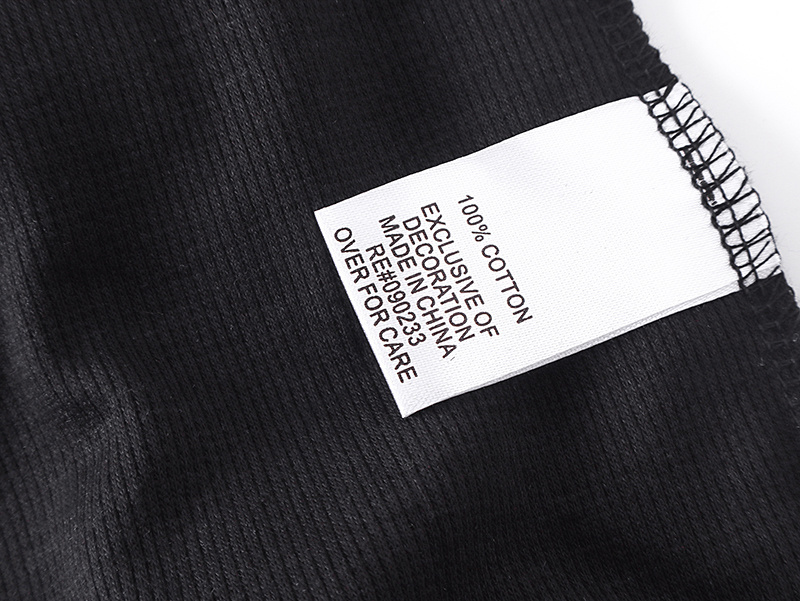 100% COTTON
EXCLUSIVE OF
DECORATION
MADE IN CHINA
RE#090233
OVER FOR CARE